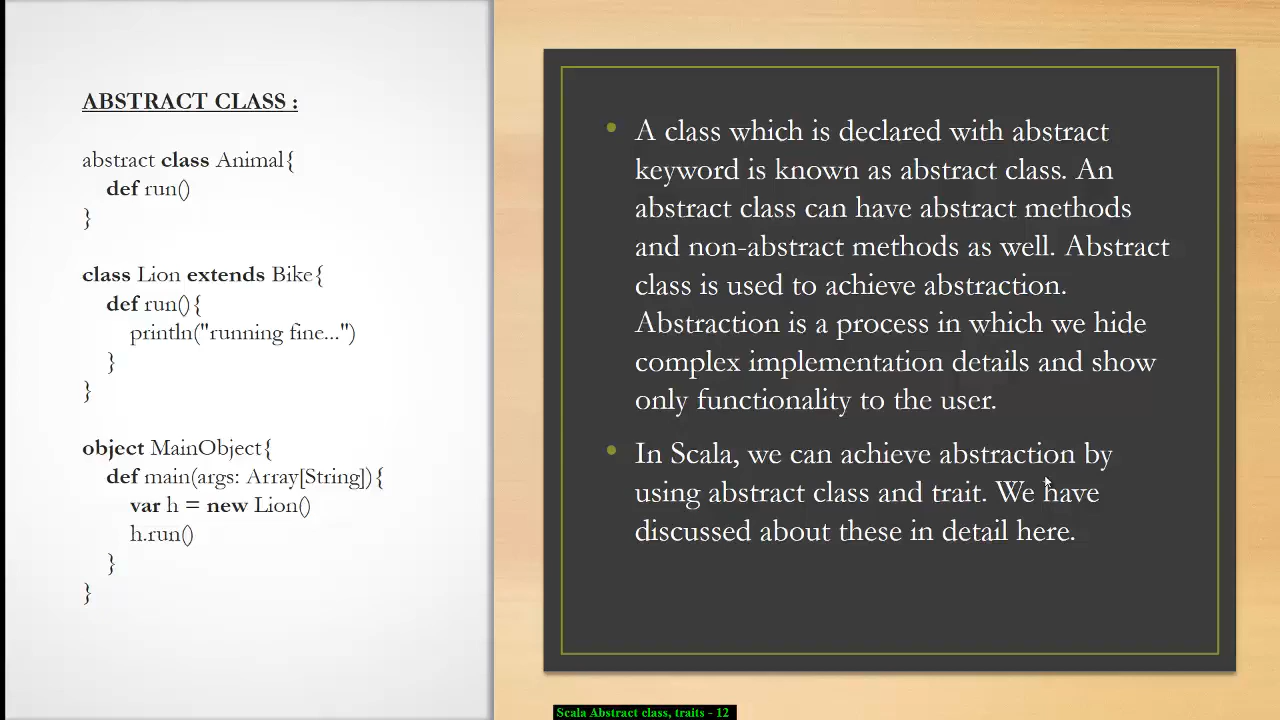 ABSTRACT CLASS :
abstract class Animal{
def run()
}
class Lion extends Bike{
def run(){
println("running fine...")
}
}
object MainObject{
def main(args: Array[String]){
var h = new Lion()
h.run()
}
}
• A class which is declared with abstract
keyword is known as abstract class. An
abstract class can have abstract methods
and non-abstract methods as well. Abstract
class is used to achieve abstraction.
Abstraction is a process in which we hide
complex implementation details and show
only functionality to the user.
• In Scala, we can achieve abstraction by
using abstract class and trait. We have
discussed about these in detail here.
Scala Abstract class, traits - 12